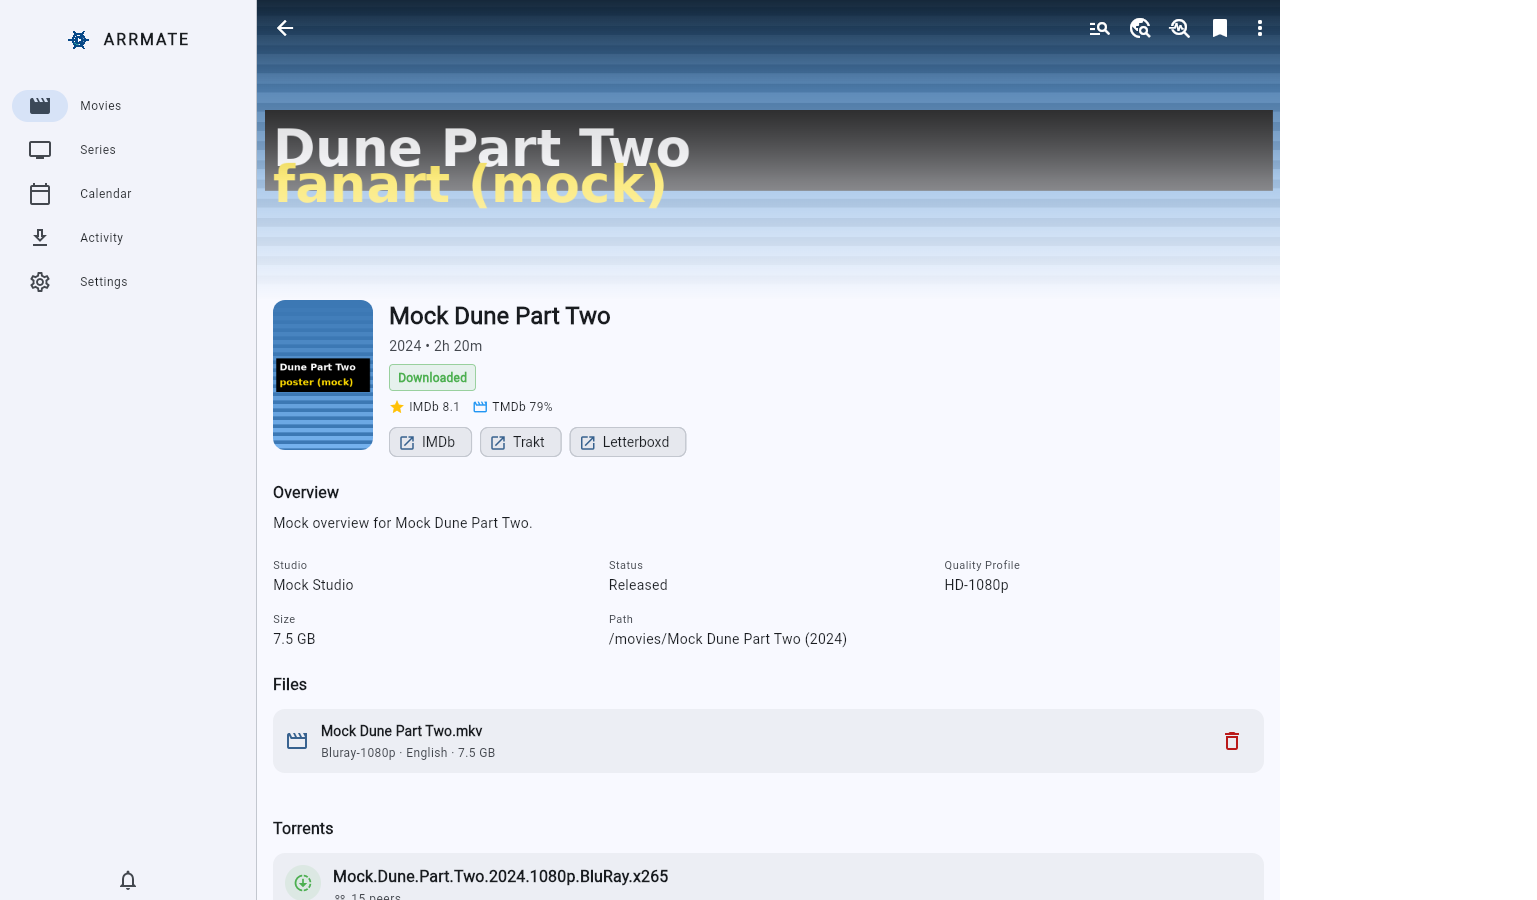 ARRMATE
Movies
Series
Calendar
Activity
Settings
Dune Part Two
fanart (mock)
Dune Part Two
poster (mock)
Mock Dune Part Two
2024 • 2h 20m
Downloaded
IMDb 8.1 TMDb 79%
IMDb Trakt Letterboxd
Overview
Mock overview for Mock Dune Part Two.
Studio Status Quality Profile
Mock Studio Released HD-1080p
Size Path
7.5 GB /movies/Mock Dune Part Two (2024)
Files
Mock Dune Part Two.mkv
Bluray-1080p · English · 7.5 GB
Torrents
Mock.Dune.Part.Two.2024.1080p.BluRay.x265
15 peers